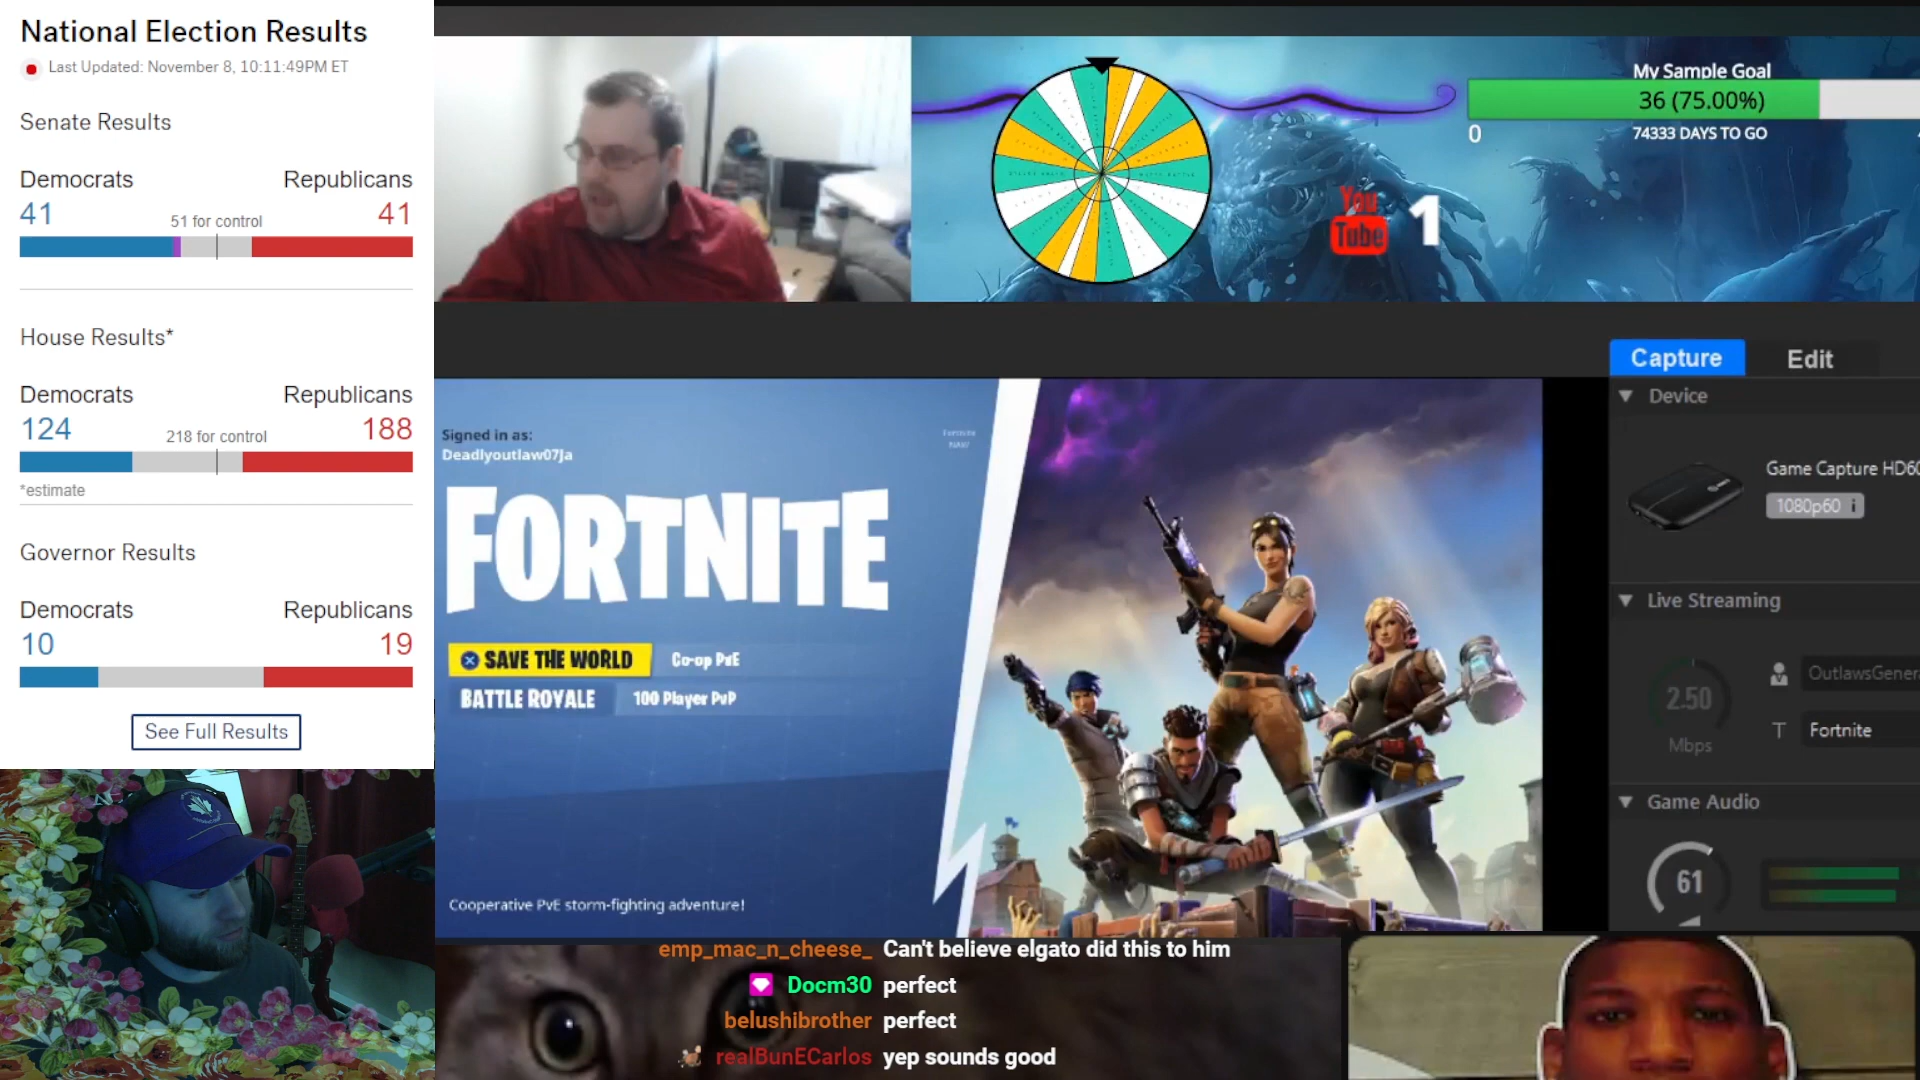 National Election Results
Last Updated: November 8, 10:11:49PM ET
Senate Results
Democrats
Republicans
41
51 for control
41
House Results*
Democrats
Republicans
124
218 for control
188
*estimate
Governor Results
Democrats
Republicans
10
19
See Full Results
My Sample Goal
36 (75.00%)
0
74333 DAYS TO GO
You
Tube
1
Capture
Edit
Device
Game Capture HD60
1080p60 i
Live Streaming
2.50
Mbps
OutlawsGenera
T
Fortnite
Game Audio
61
Signed in as:
Deadlyoutlaw07Ja
FORTNITE
SAVE THE WORLD
Co-op PvE
BATTLE ROYALE
100 Player PvP
Cooperative PvE storm-fighting adventure!
emp_mac_n_cheese_ Can't believe elgato did this to him
Docm30 perfect
belushibrother perfect
realBunECarlos yep sounds good